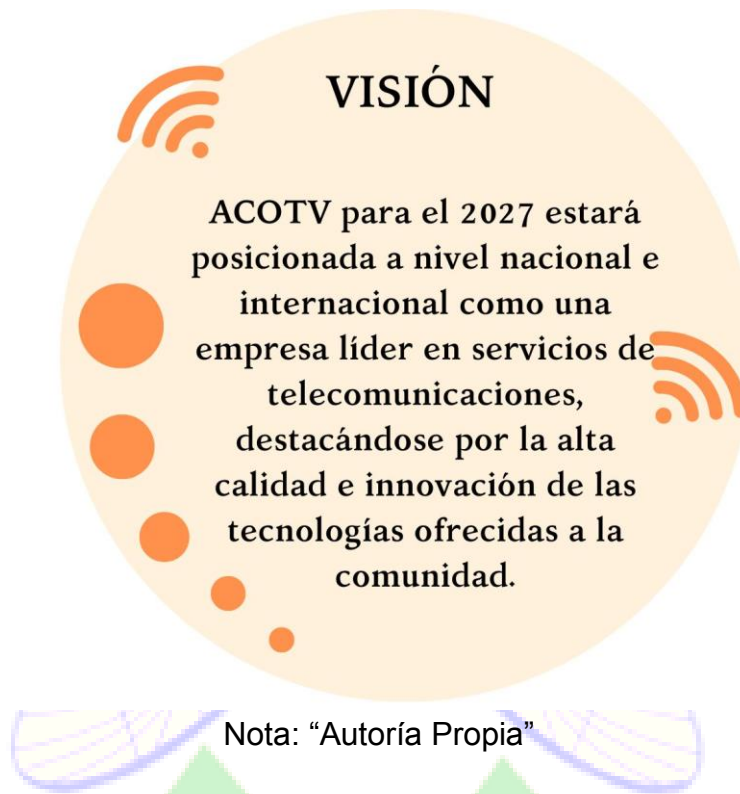 VISIÓN
ACOTV para el 2027 estará
posicionada a nivel nacional e
internacional como una
empresa líder en servicios de
telecomunicaciones,
destacándose por la alta
calidad e innovación de las
tecnologías ofrecidas a la
comunidad.
Nota: “Autoría Propia”